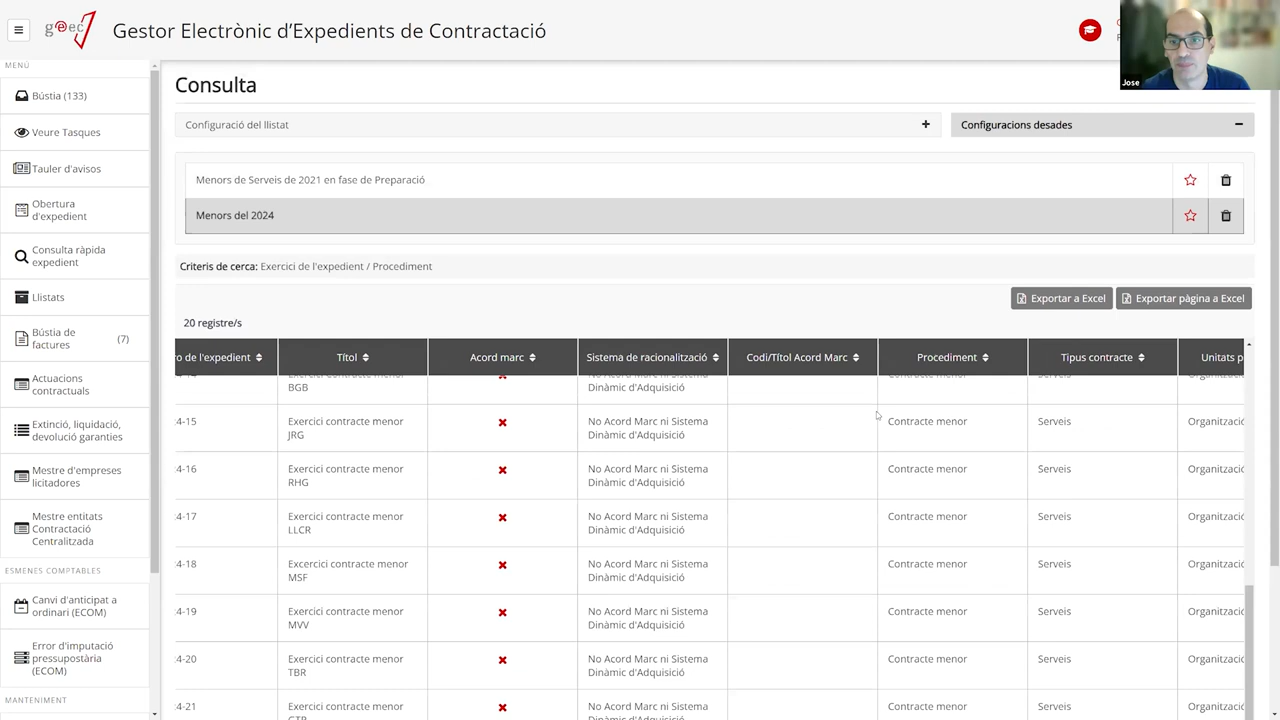 geec
Gestor Electrònic d'Expedients de Contractació
Jose
MENÚ
Bústia (133)
Veure Tasques
Tauler d'avisos
Obertura
d'expedient
Consulta ràpida
expedient
Llistats
Bústia de
factures
(7)
Actuacions
contractuals
Extinció, liquidació,
devolució garanties
Mestre d'empreses
licitadores
Mestre entitats
Contractació
Centralitzada
ESMENES COMPTABLES
Canvi d'anticipat a
ordinari (ECOM)
Error d'imputació
pressupostària
(ECOM)
MANTENIMENT
Consulta
Configuració del llistat
Configuracions desades
Menors de Serveis de 2021 en fase de Preparació
Menors del 2024
Criteris de cerca: Exercici de l'expedient / Procediment
Exportar a Excel
Exportar pàgina a Excel
20 registre/s
ro de l'expedient Títol Acord marc Sistema de racionalització Codi/Títol Acord Marc Procediment Tipus contracte Unitats p
BGB
Dinàmic d'Adquisició
4-15 Exercici contracte menor No Acord Marc ni Sistema Contracte menor Serveis Organització
JRG Dinàmic d'Adquisició
4-16 Exercici contracte menor No Acord Marc ni Sistema Contracte menor Serveis Organització
RHG Dinàmic d'Adquisició
4-17 Exercici contracte menor No Acord Marc ni Sistema Contracte menor Serveis Organització
LLCR Dinàmic d'Adquisició
4-18 Excercici contracte menor No Acord Marc ni Sistema Contracte menor Serveis Organització
MSF Dinàmic d'Adquisició
4-19 Exercici contracte menor No Acord Marc ni Sistema Contracte menor Serveis Organització
MVV Dinàmic d'Adquisició
4-20 Exercici contracte menor No Acord Marc ni Sistema Contracte menor Serveis Organització
TBR Dinàmic d'Adquisició
4-21 Exercici contracte menor No Acord Marc ni Sistema Contracte menor Serveis Organització